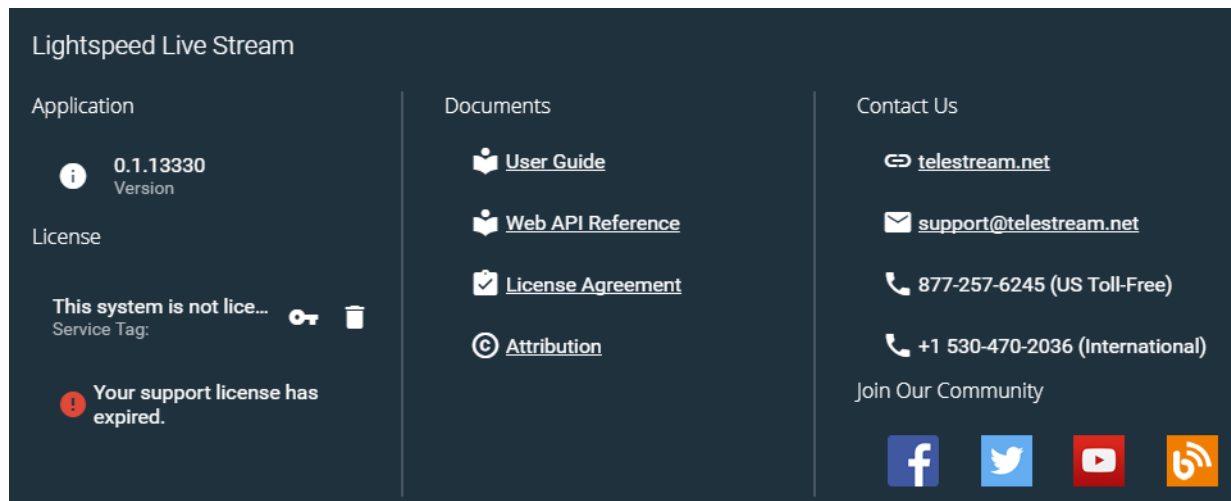 Lightspeed Live Stream
Application
0.1.13330
Version
License
This system is not lice...
Service Tag:
Your support license has
expired.
Documents
User Guide
Web API Reference
License Agreement
Attribution
Contact Us
telestream.net
support@telestream.net
877-257-6245 (US Toll-Free)
+1 530-470-2036 (International)
Join Our Community